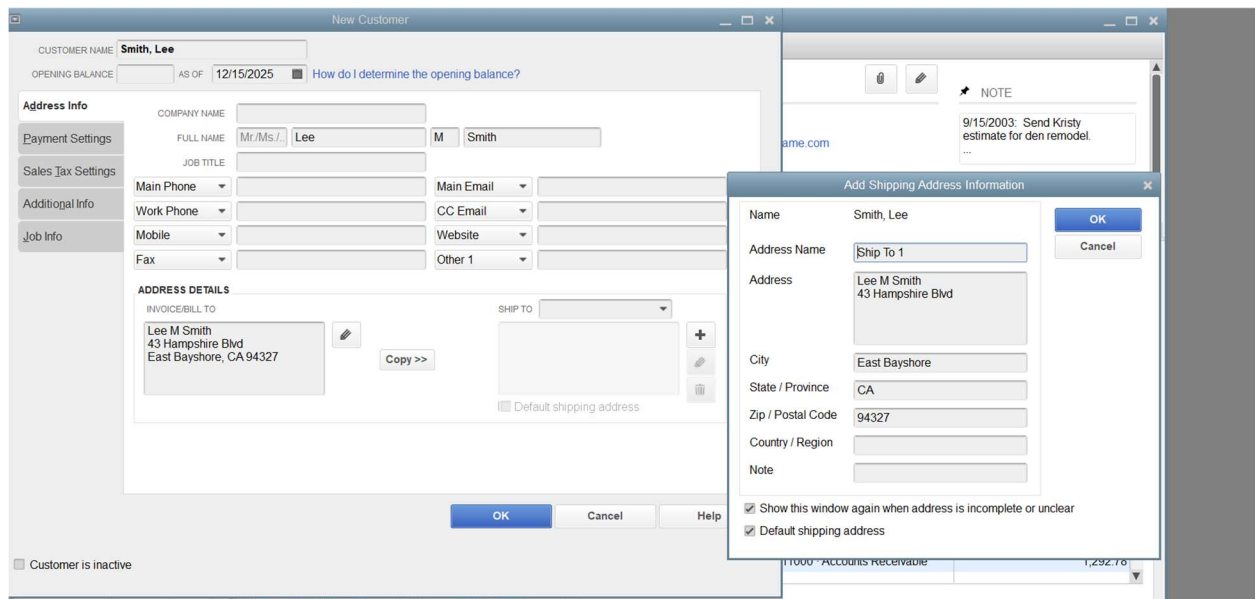 New Customer
CUSTOMER NAME Smith, Lee
OPENING BALANCE AS OF 12/15/2025 How do I determine the opening balance?
Address Info
Payment Settings
Sales Tax Settings
Additional Info
Job Info
COMPANY NAME
FULL NAME Mr./Ms./.. Lee M Smith
JOB TITLE
Main Phone Main Email
Work Phone CC Email
Mobile Website
Fax Other 1
ADDRESS DETAILS
INVOICE/BILL TO
Lee M Smith
43 Hampshire Blvd
East Bayshore, CA 94327
Copy >>
SHIP TO
Default shipping address
OK Cancel Help
Customer is inactive
NOTE
9/15/2003: Send Kristy
estimate for den remodel.
...
ame.com
Add Shipping Address Information
Name Smith, Lee
Address Name Ship To 1
Address Lee M Smith
43 Hampshire Blvd
City East Bayshore
State / Province CA
Zip / Postal Code 94327
Country / Region
Note
OK
Cancel
Show this window again when address is incomplete or unclear
Default shipping address
11000 · Accounts Receivable 1,292.78